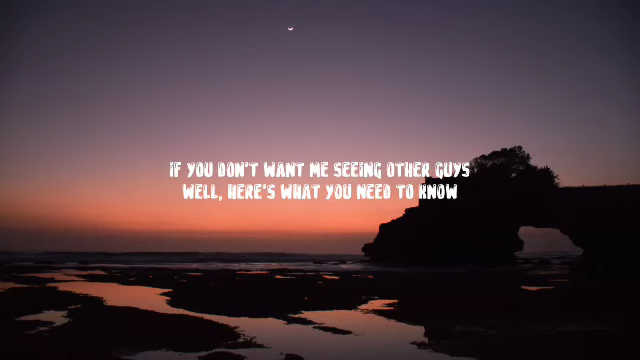 IF YOU DON'T WANT ME SEEING OTHER GUYS
WELL, HERE'S WHAT YOU NEED TO KNOW